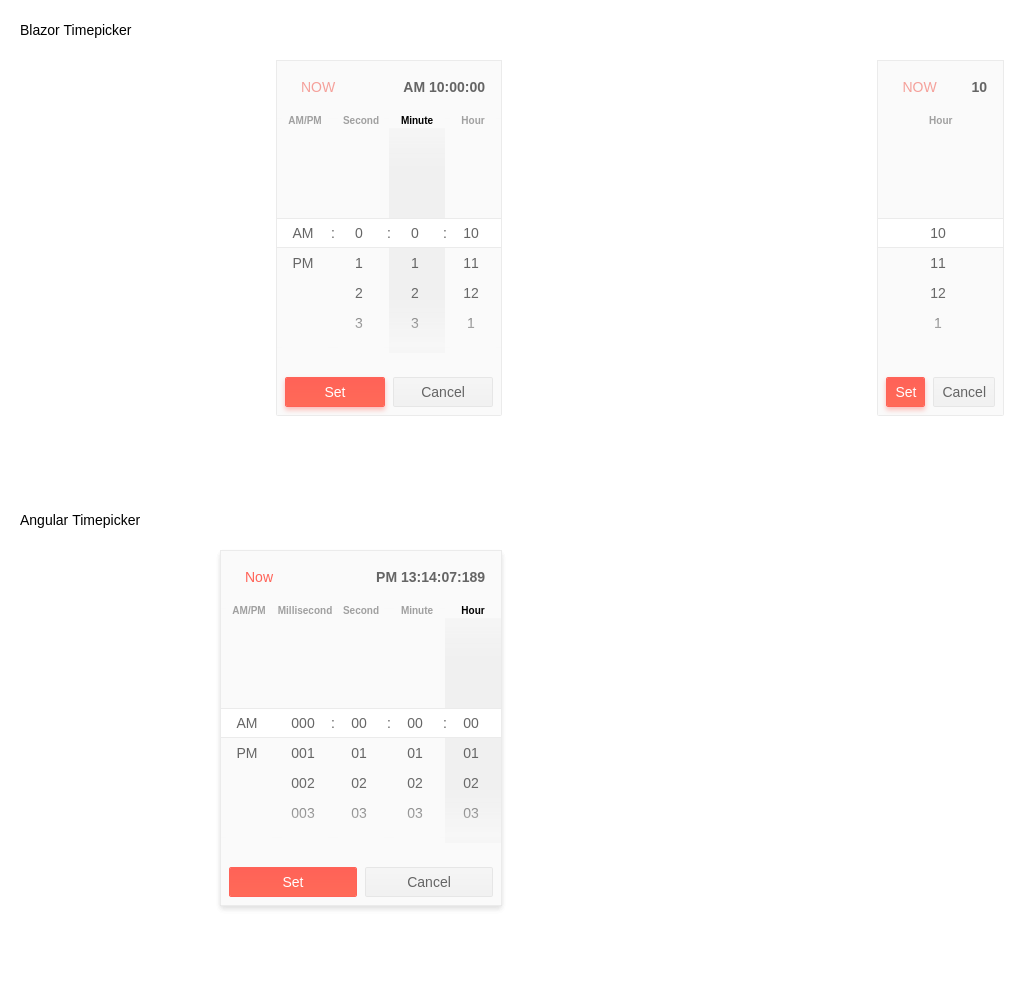 Blazor Timepicker
NOW AM 10:00:00
AM/PM Second Minute Hour
AM : 0 : 0 : 10
PM 1 1 11
2 2 12
3 3 1
Set Cancel
NOW 10
Hour
10
11
12
1
Set Cancel
Angular Timepicker
Now PM 13:14:07:189
AM/PM Millisecond Second Minute Hour
AM 000 : 00 : 00 : 00
PM 001 01 01 01
002 02 02 02
003 03 03 03
Set Cancel